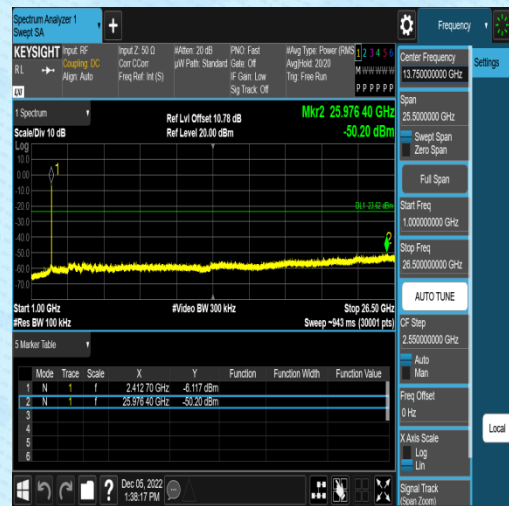 Spectrum Analyzer 1
Swept SA
Frequency
KEYSIGHT
Input: RF
Input Z: 50 Ω
#Atten: 20 dB
PNO: Fast
#Avg Type: Power (RMS
1 2 3 4 5 6
Coupling: DC
Corr CCorr
µW Path: Standard
Gate: Off
Avg|Hold: 20/20
M W W W W W
RL
Align: Auto
Freq Ref: Int (S)
IF Gain: Low
Trig: Free Run
Sig Track: Off
P P P P P P
LXI
1 Spectrum
Scale/Div 10 dB
Ref Lvl Offset 10.78 dB
Ref Level 20.00 dBm
Mkr2 25.976 40 GHz
-50.20 dBm
Log
10.0
0.00
-10.0
-20.0
-30.0
-40.0
-50.0
-60.0
-70.0
1
DL1 -23.62 dBm
2
Start 1.00 GHz
#Video BW 300 kHz
Stop 26.50 GHz
#Res BW 100 kHz
Sweep ~943 ms (30001 pts)
5 Marker Table
Mode Trace Scale X Y Function Function Width Function Value
1 N 1 f 2.412 70 GHz -6.117 dBm
2 N 1 f 25.976 40 GHz -50.20 dBm
3
4
5
6
Dec 05, 2022
1:38:17 PM
Center Frequency
13.750000000 GHz
Settings
Span
25.5000000 GHz
Swept Span
Zero Span
Full Span
Start Freq
1.000000000 GHz
Stop Freq
26.500000000 GHz
AUTO TUNE
CF Step
2.550000000 GHz
Auto
Man
Freq Offset
0 Hz
Local
X Axis Scale
Log
Lin
Signal Track
(Span Zoom)